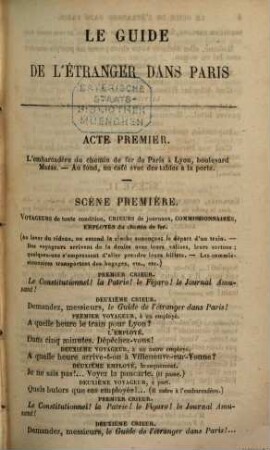 LE GUIDE
DE L'ÉTRANGER DANS PARIS
BAYERISCHE
STAATS-
BIBLIOTHEK
MUENCHEN
ACTE PREMIER.
L'embarcadère du chemin de fer de Paris à Lyon, boulevard
Mazas. — Au fond, un café avec des tables à la porte.
SCÈNE PREMIÈRE.
VOYAGEURS de toute condition, CRIEURS de journaux, COMMISSIONNAIRES,
EMPLOYÉS du chemin de fer.
(Au lever du rideau, on entend la cloche annonçant le départ d'un train. —
Des voyageurs arrivent de la droite avec leurs valises, leurs cartons;
quelques-uns s'empressent d'aller prendre leurs billets. — Les commis-
sionnaires transportent des bagages, etc., etc.)
PREMIER CRIEUR.
Le Constitutionnel! la Patrie! le Figaro! le Journal Amu-
sant!
DEUXIÈME CRIEUR.
Demandez, messieurs, le Guide de l'étranger dans Paris!
PREMIER VOYAGEUR, à un employé.
A quelle heure le train pour Lyon?
L'EMPLOYÉ.
Dans cinq minutes. Dépêchez-vous!
DEUXIÈME VOYAGEUR, à un autre employé.
A quelle heure arrive-t-on à Villeneuve-sur-Yonne?
DEUXIÈME EMPLOYÉ, le repoussant.
Je ne sais pas!... Voyez la pancarte. (Il passe.)
DEUXIÈME VOYAGEUR, à part.
Quels butors que ces employés!... (Il entre à l'embarcadère.)
PREMIER CRIEUR.
Le Constitutionnel! la Patrie! le Figaro! le Journal Amu-
sant!
DEUXIÈME CRIEUR.
Demandez, messieurs, le Guide de l'étranger dans Paris!...